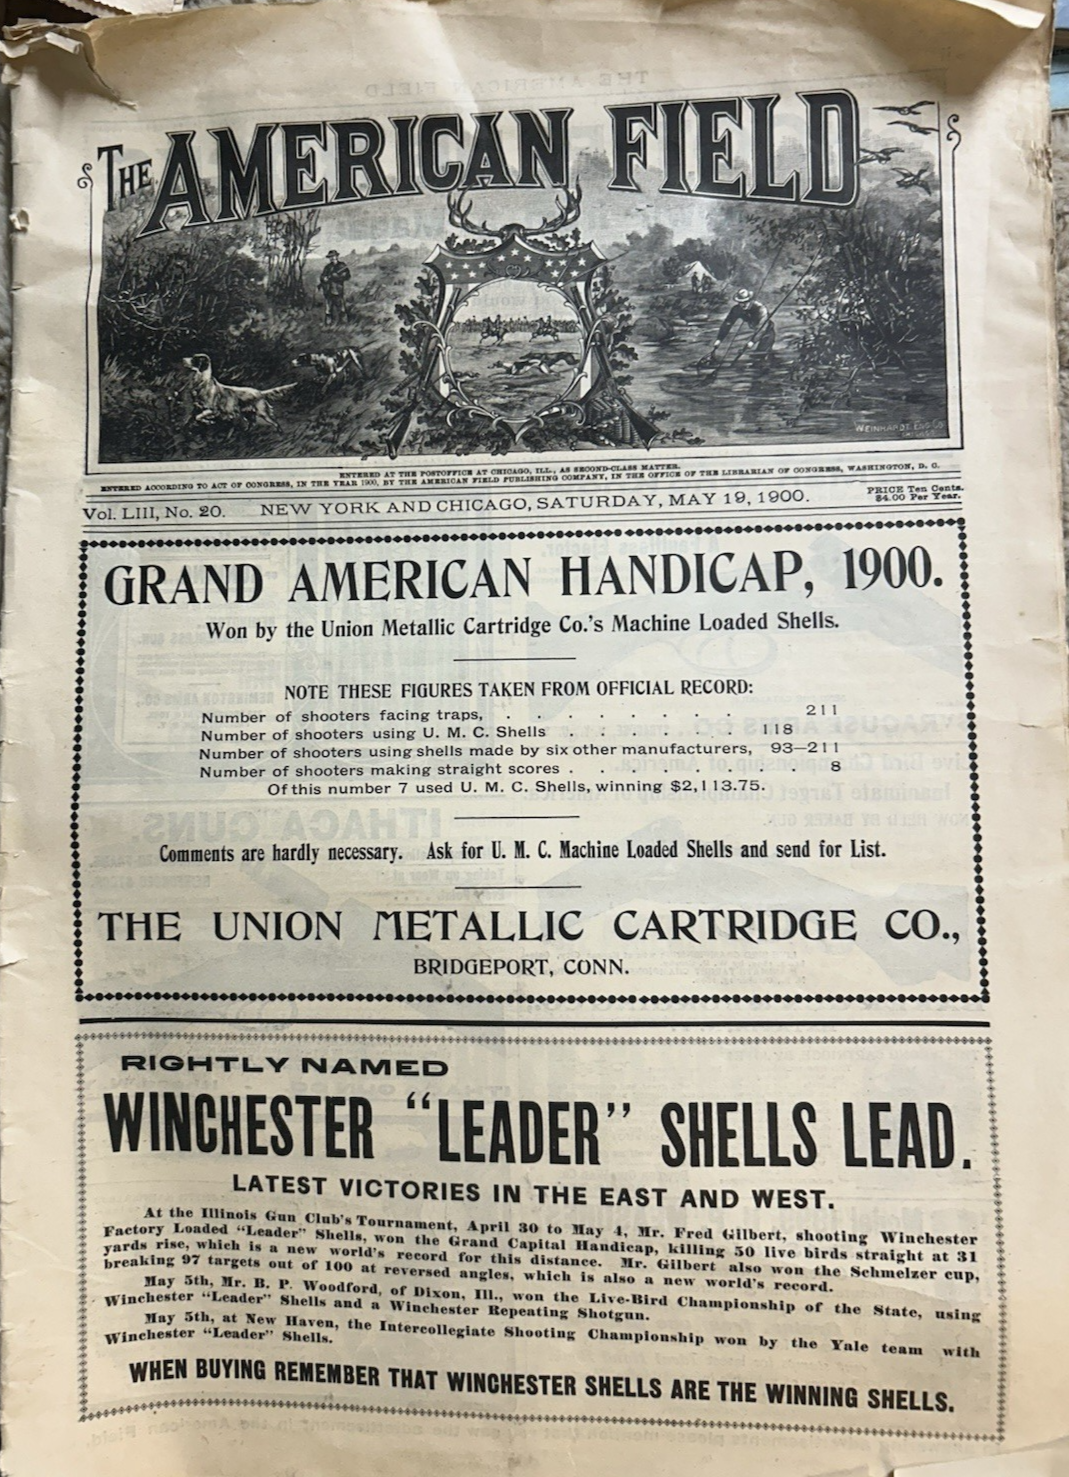 THE AMERICAN FIELD
WEINHARDT ENG CO
CHICAGO
ENTERED AT THE POSTOFFICE AT CHICAGO, ILL., AS SECOND-CLASS MATTER.
ENTERED ACCORDING TO ACT OF CONGRESS, IN THE YEAR 1900, BY THE AMERICAN FIELD PUBLISHING COMPANY, IN THE OFFICE OF THE LIBRARIAN OF CONGRESS, WASHINGTON, D. C.
Vol. LIII, No. 20. NEW YORK AND CHICAGO, SATURDAY, MAY 19, 1900. PRICE Ten Cents.
$4.00 Per Year.
GRAND AMERICAN HANDICAP, 1900.
Won by the Union Metallic Cartridge Co.'s Machine Loaded Shells.
NOTE THESE FIGURES TAKEN FROM OFFICIAL RECORD:
Number of shooters facing traps, . . . . . . . . 211
Number of shooters using U. M. C. Shells . . . . . . 118
Number of shooters using shells made by six other manufacturers, 93—211
Number of shooters making straight scores . . . . . . . . 8
Of this number 7 used U. M. C. Shells, winning $2,113.75.
Comments are hardly necessary. Ask for U. M. C. Machine Loaded Shells and send for List.
THE UNION METALLIC CARTRIDGE CO.,
BRIDGEPORT, CONN.
RIGHTLY NAMED
WINCHESTER "LEADER" SHELLS LEAD.
LATEST VICTORIES IN THE EAST AND WEST.
At the Illinois Gun Club's Tournament, April 30 to May 4, Mr. Fred Gilbert, shooting Winchester
Factory Loaded "Leader" Shells, won the Grand Capital Handicap, killing 50 live birds straight at 31
yards rise, which is a new world's record for this distance. Mr. Gilbert also won the Schmelzer cup,
breaking 97 targets out of 100 at reversed angles, which is also a new world's record.
May 5th, Mr. B. P. Woodford, of Dixon, Ill., won the Live-Bird Championship of the State, using
Winchester "Leader" Shells and a Winchester Repeating Shotgun.
May 5th, at New Haven, the Intercollegiate Shooting Championship won by the Yale team with
Winchester "Leader" Shells.
WHEN BUYING REMEMBER THAT WINCHESTER SHELLS ARE THE WINNING SHELLS.